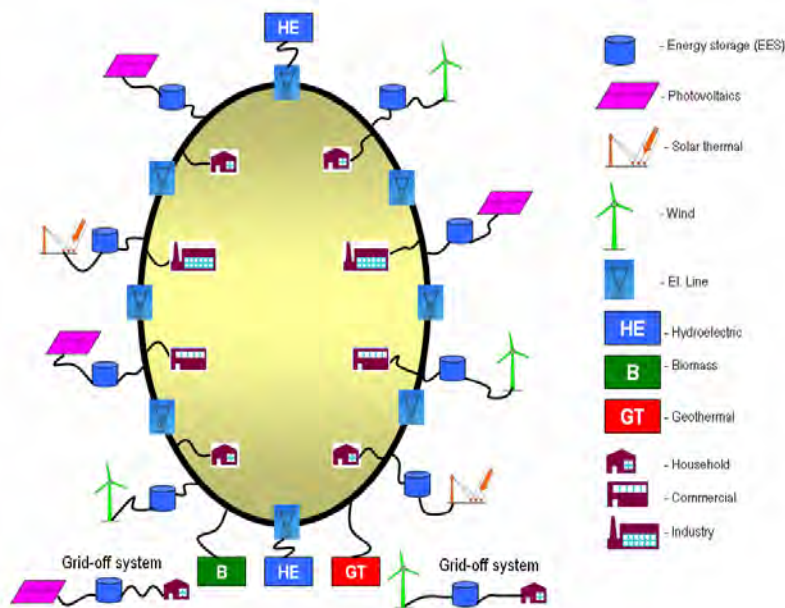 HE
- Energy storage (EES)
- Photovoltaics
- Solar thermal
- Wind
- El. Line
HE - Hydroelectric
B - Biomass
GT - Geothermal
- Household
- Commercial
- Industry
Grid-off system
B
HE
GT
Grid-off system